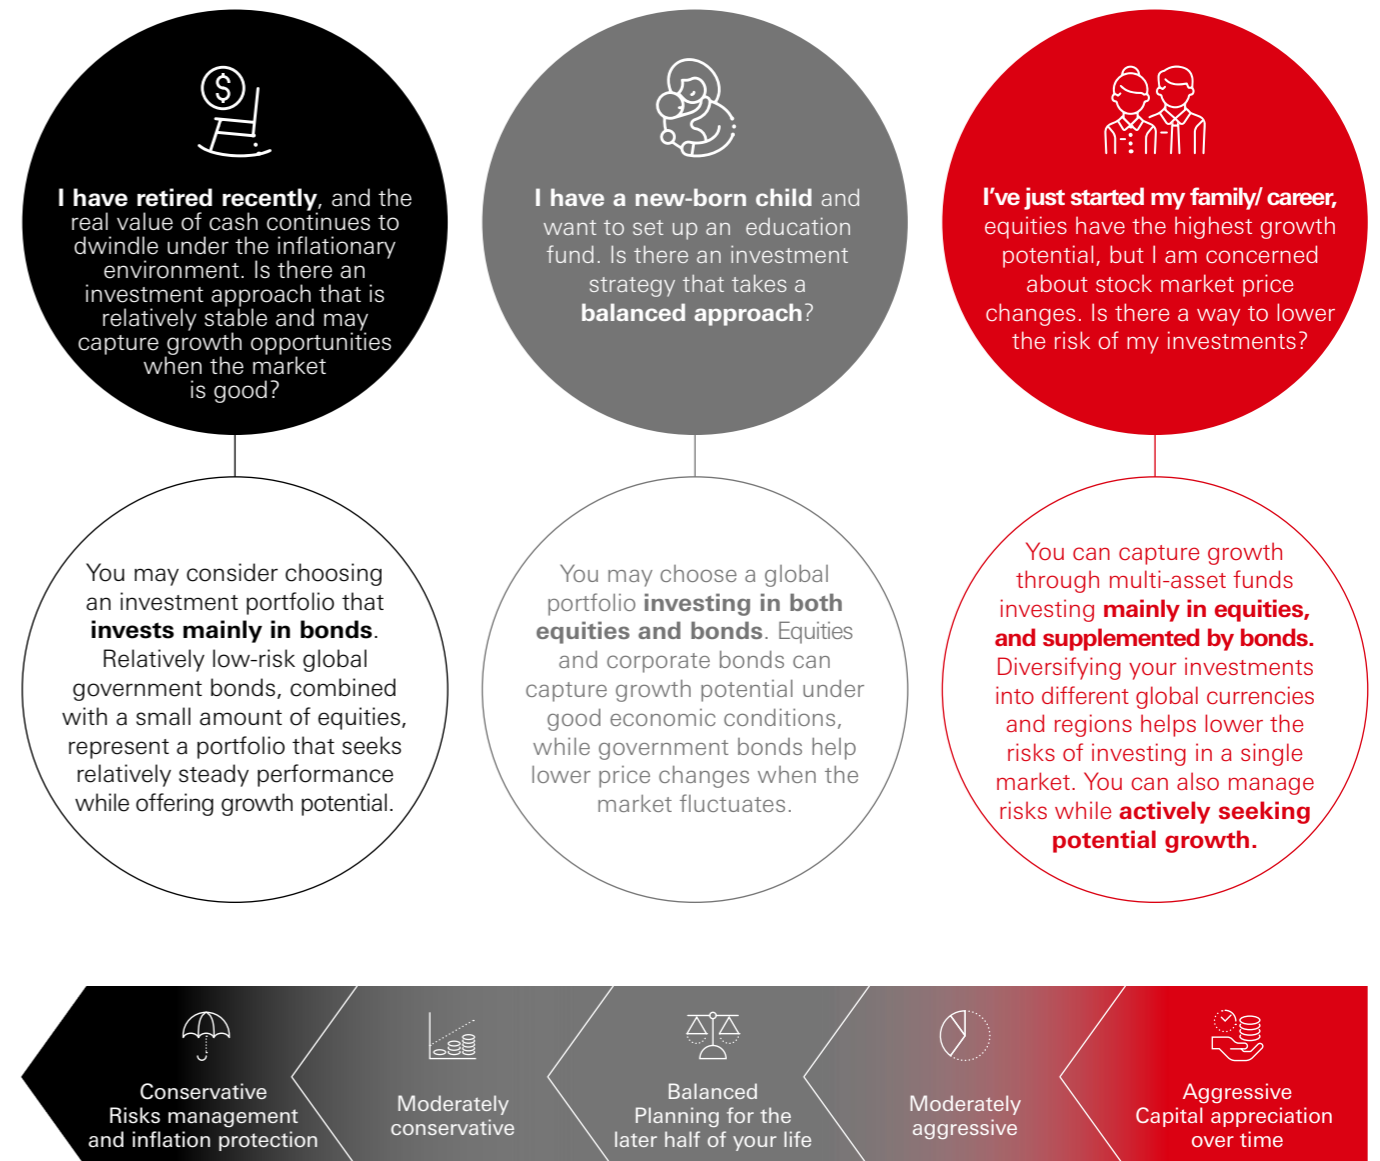 I have retired recently, and the
real value of cash continues to
dwindle under the inflationary
environment. Is there an
investment approach that is
relatively stable and may
capture growth opportunities
when the market
is good?
I have a new-born child and
want to set up an education
fund. Is there an investment
strategy that takes a
balanced approach?
I've just started my family/ career,
equities have the highest growth
potential, but I am concerned
about stock market price
changes. Is there a way to lower
the risk of my investments?
You may consider choosing
an investment portfolio that
invests mainly in bonds.
Relatively low-risk global
government bonds, combined
with a small amount of equities,
represent a portfolio that seeks
relatively steady performance
while offering growth potential.
You may choose a global
portfolio investing in both
equities and bonds. Equities
and corporate bonds can
capture growth potential under
good economic conditions,
while government bonds help
lower price changes when the
market fluctuates.
You can capture growth
through multi-asset funds
investing mainly in equities,
and supplemented by bonds.
Diversifying your investments
into different global currencies
and regions helps lower the
risks of investing in a single
market. You can also manage
risks while actively seeking
potential growth.
Conservative
Risks management
and inflation protection
Moderately
conservative
Balanced
Planning for the
later half of your life
Moderately
aggressive
Aggressive
Capital appreciation
over time